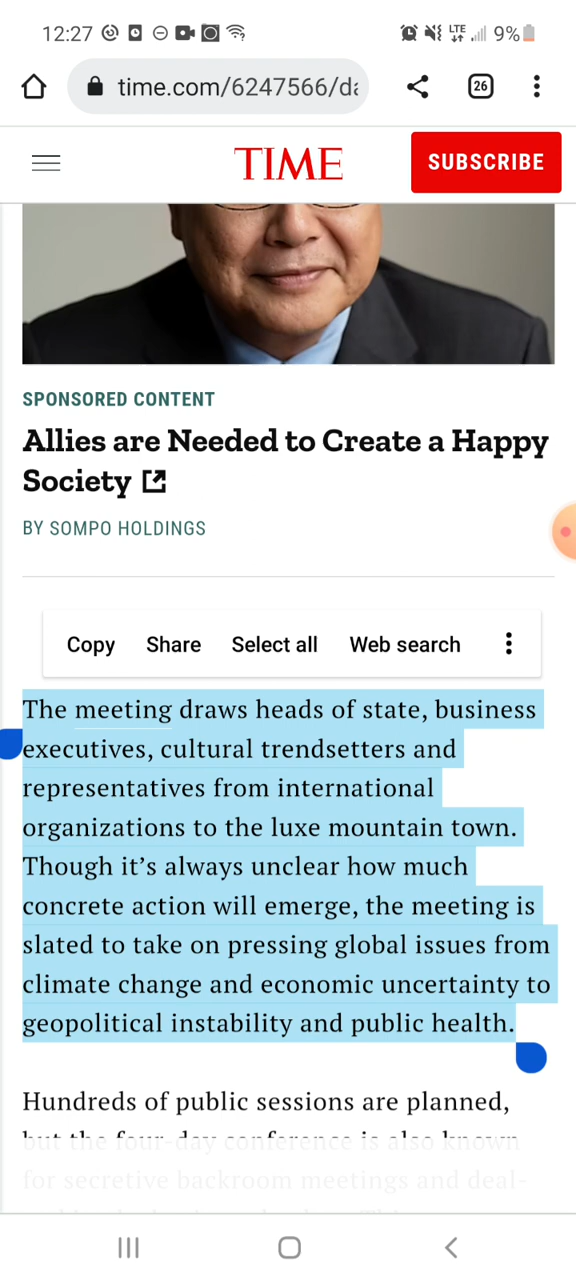 12:27
LTE
9%
time.com/6247566/da
26
TIME
SUBSCRIBE
SPONSORED CONTENT
Allies are Needed to Create a Happy
Society
BY SOMPO HOLDINGS
Copy Share Select all Web search
The meeting draws heads of state, business
executives, cultural trendsetters and
representatives from international
organizations to the luxe mountain town.
Though it’s always unclear how much
concrete action will emerge, the meeting is
slated to take on pressing global issues from
climate change and economic uncertainty to
geopolitical instability and public health.
Hundreds of public sessions are planned,
but the four-day conference is also known
for secretive backroom meetings and deal-